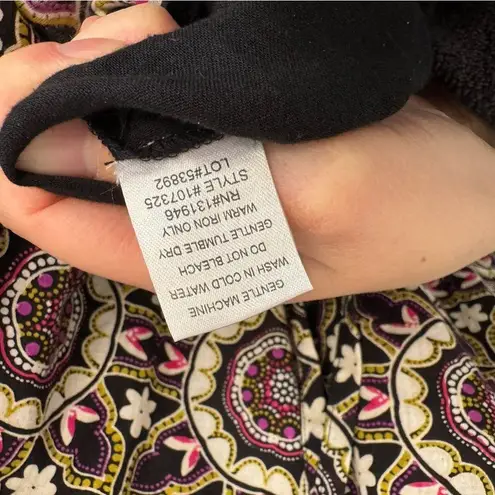 GENTLE MACHINE
WASH IN COLD WATER
DO NOT BLEACH
GENTLE TUMBLE DRY
WARM IRON ONLY
RN#131946
STYLE #107325
LOT#53892